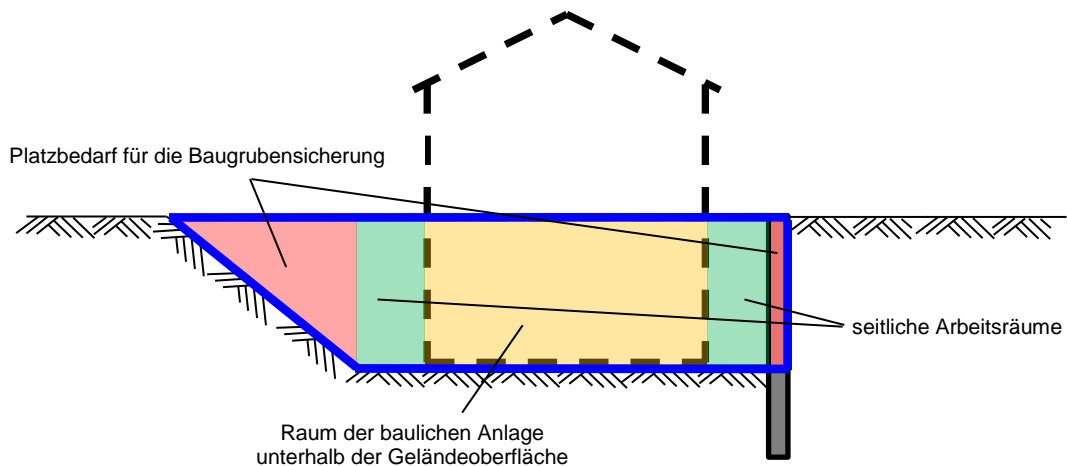 Platzbedarf für die Baugrubensicherung
seitliche Arbeitsräume
Raum der baulichen Anlage
unterhalb der Geländeoberfläche